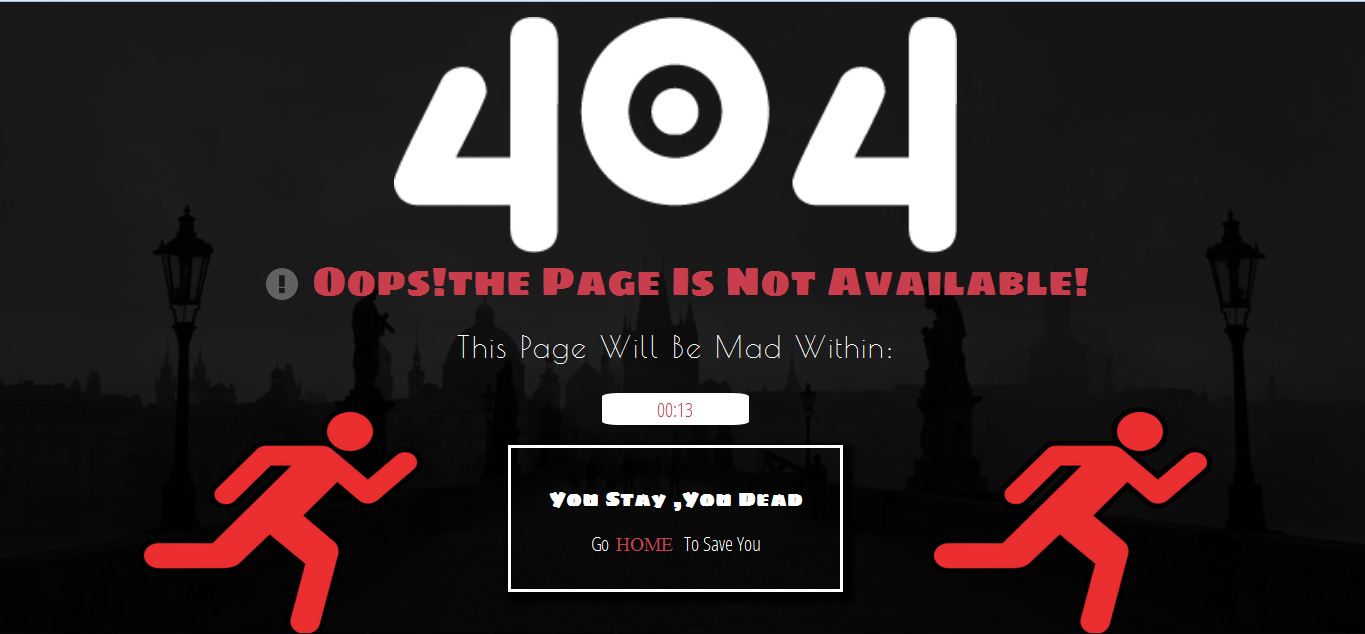 404
! Oops!the Page Is Not Available!
This Page Will Be Mad Within:
00:13
You Stay ,You Dead
Go HOME To Save You